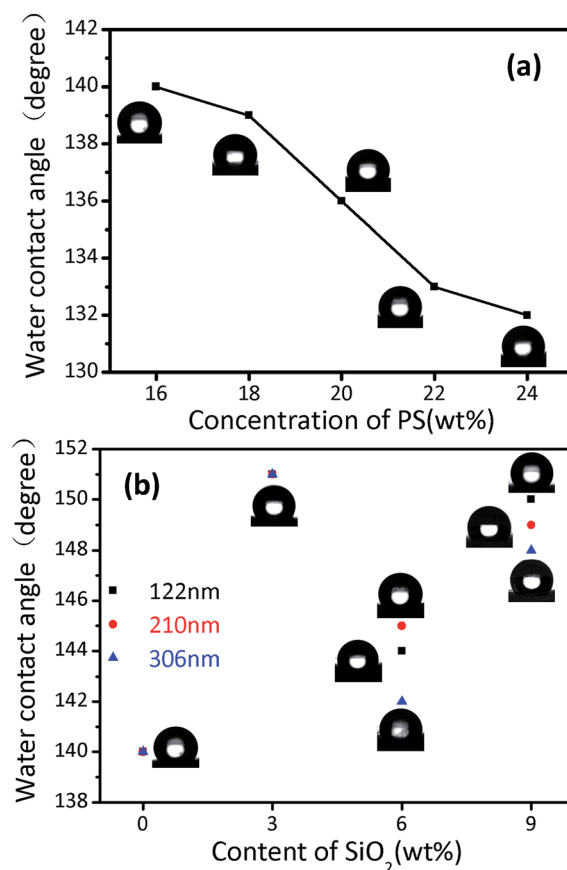 142
140
138
136
134
132
130
Water contact angle（degree）
(a)
16 18 20 22 24
Concentration of PS(wt%)
152
150
148
146
144
142
140
138
Water contact angle（degree）
(b)
122nm
210nm
306nm
0 3 6 9
Content of SiO₂(wt%)